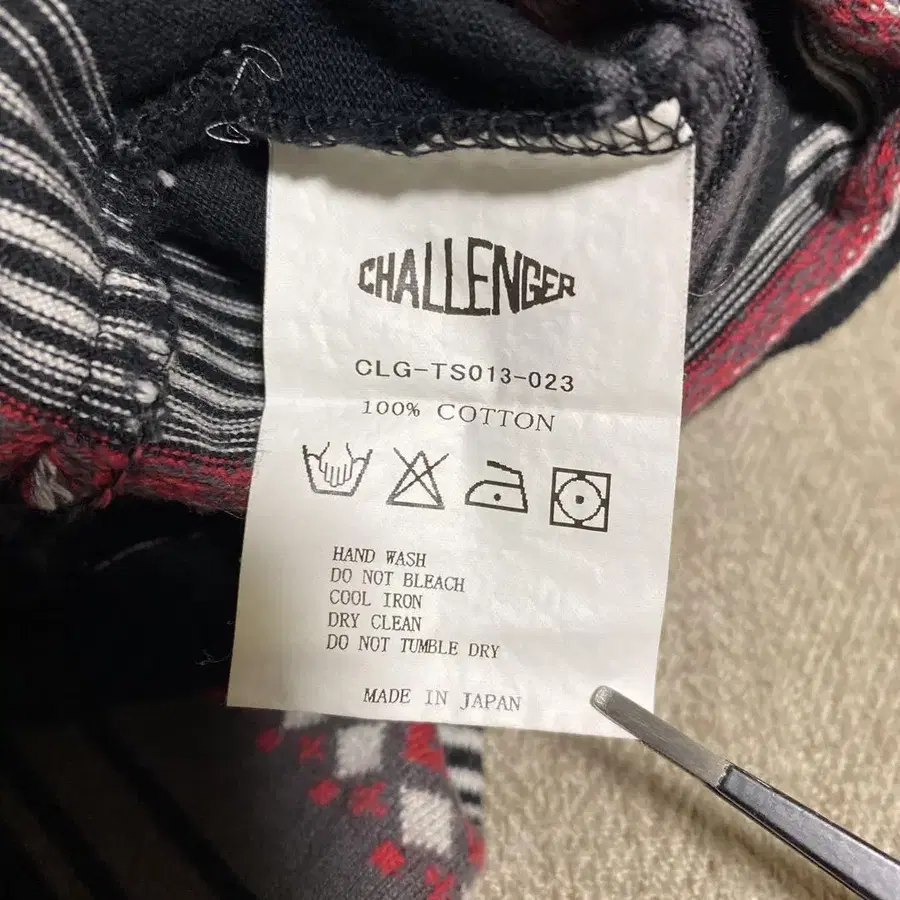 CHALLENGER
CLG-TS013-023
100% COTTON
HAND WASH
DO NOT BLEACH
COOL IRON
DRY CLEAN
DO NOT TUMBLE DRY
MADE IN JAPAN